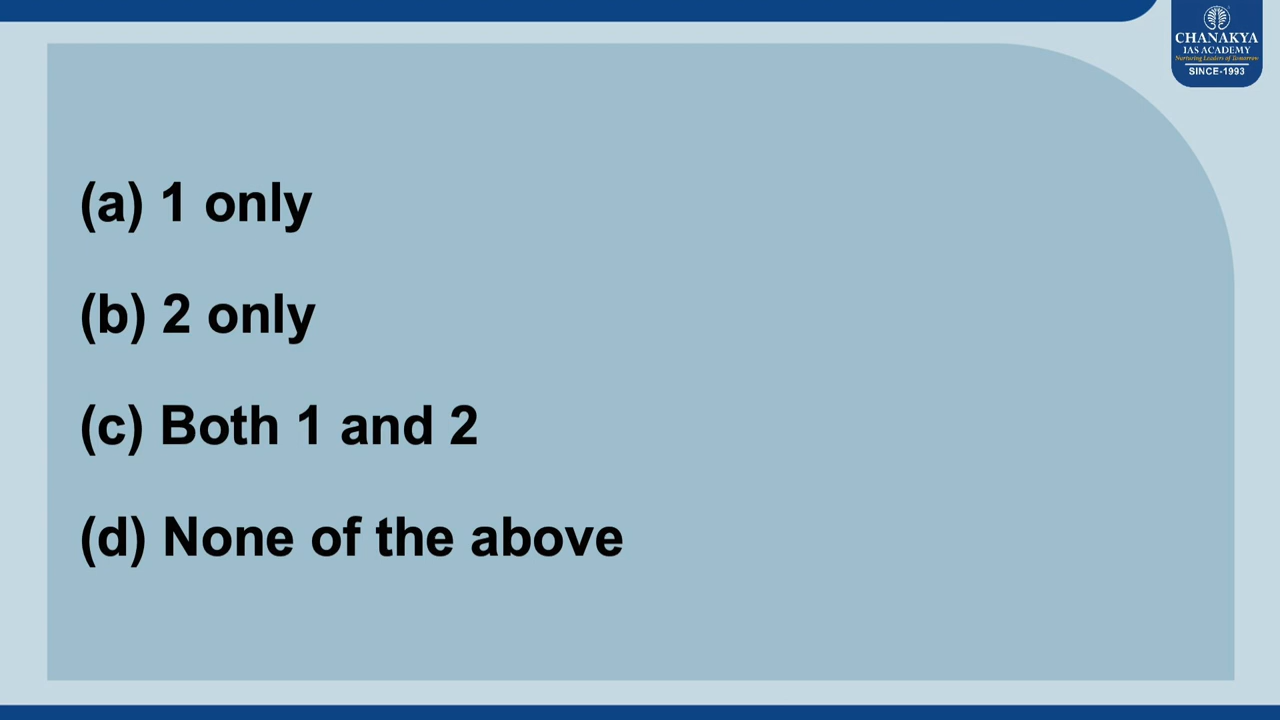 CHANAKYA
IAS ACADEMY
Nurturing Leaders of Tomorrow
SINCE-1993
(a) 1 only
(b) 2 only
(c) Both 1 and 2
(d) None of the above